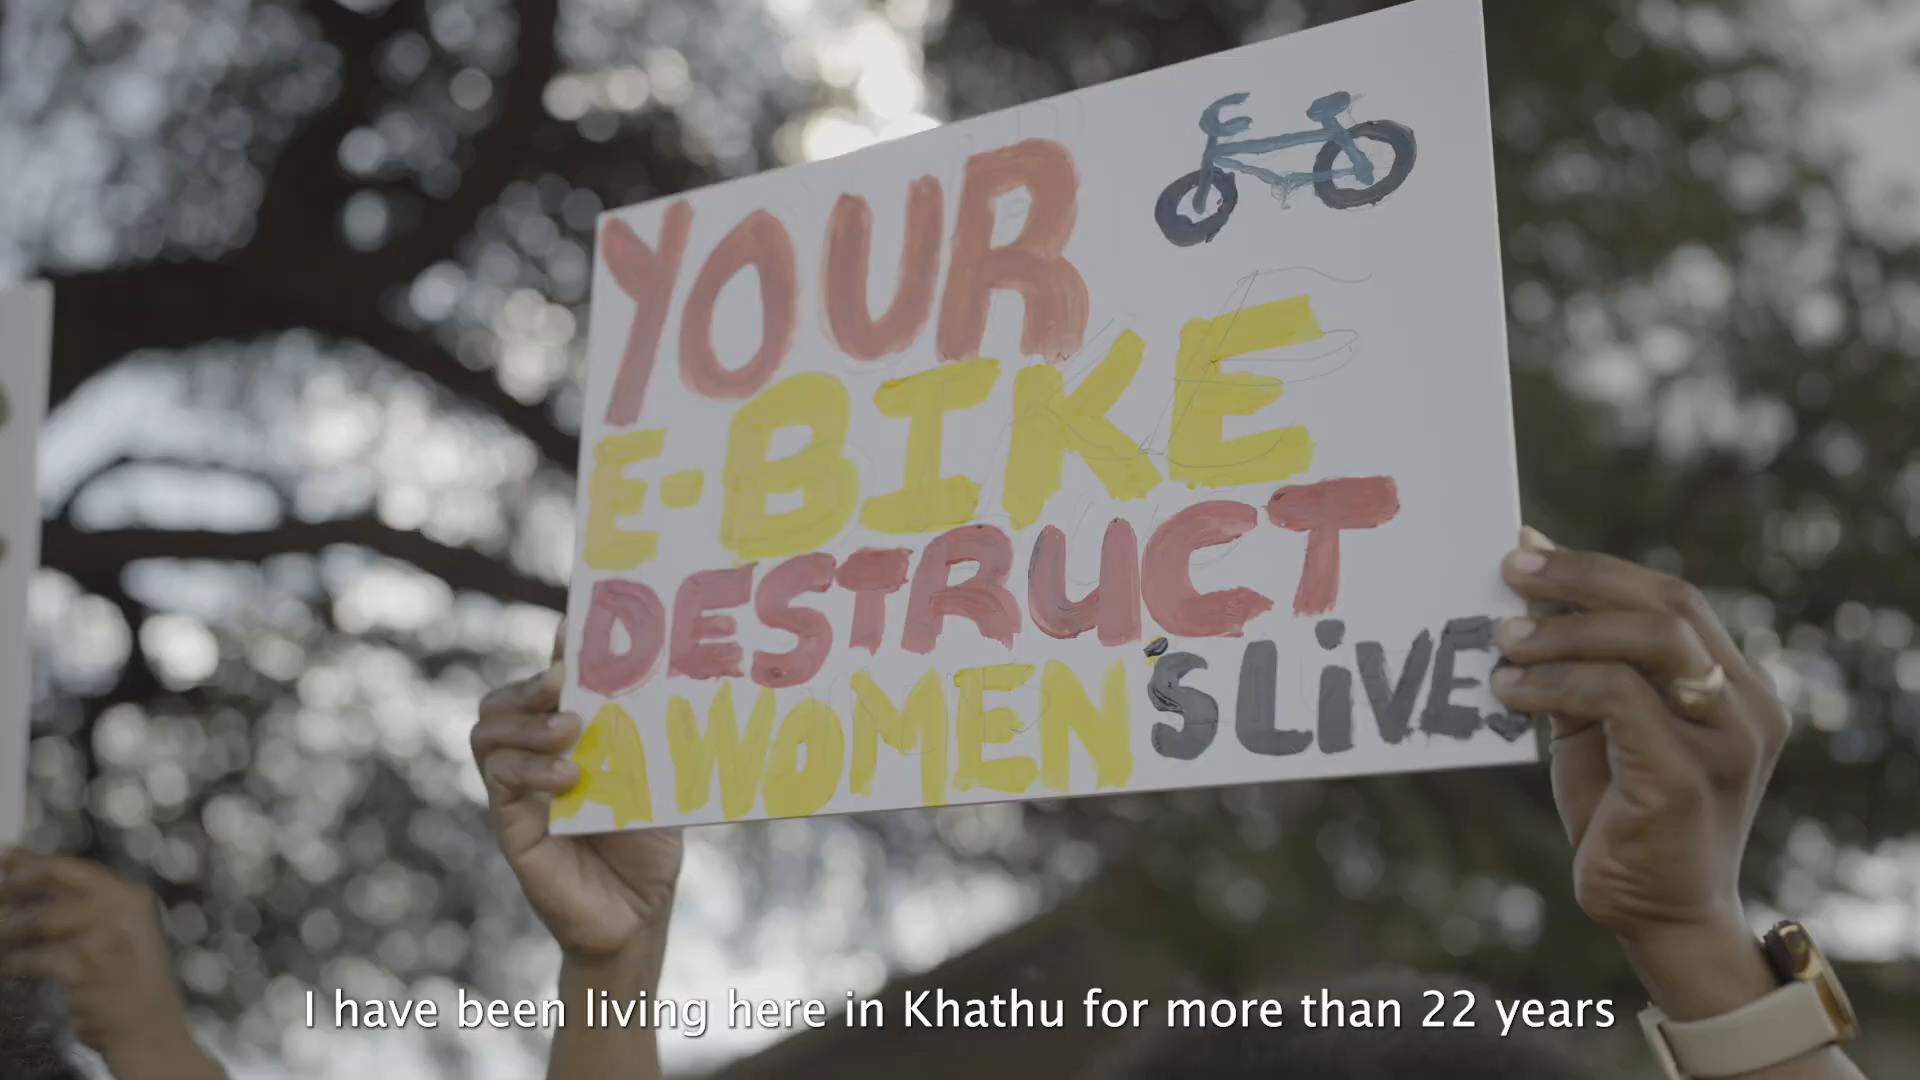 YOUR
E-BIKE
DESTRUCT
A WOMEN'S LiVES
I have been living here in Khathu for more than 22 years